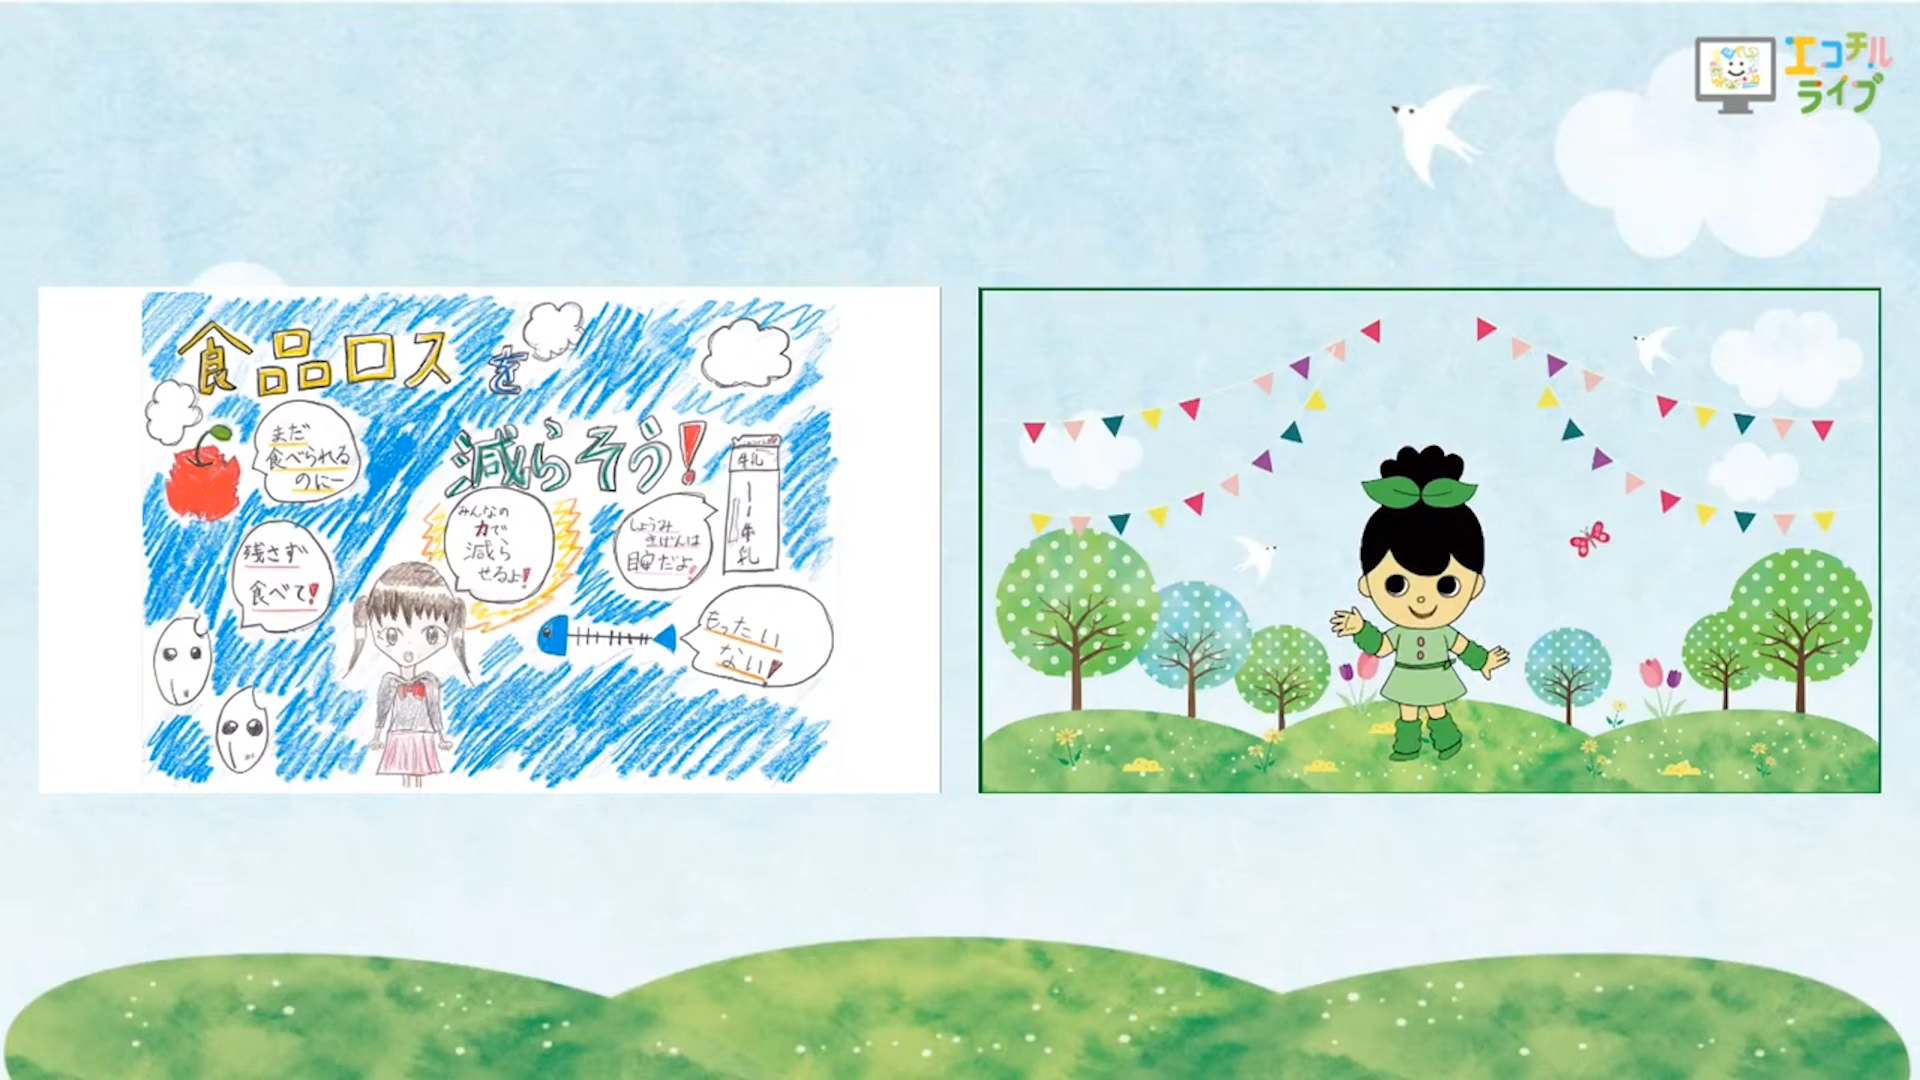 エコチル
ライブ
食品ロスを
減らそう!
まだ
食べられる
のにー
みんなの
力で
減ら
せるよ!
しょうみ
きげんは
目安だよ!
牛乳
牛乳
残さず
食べて!
もったい
ない!